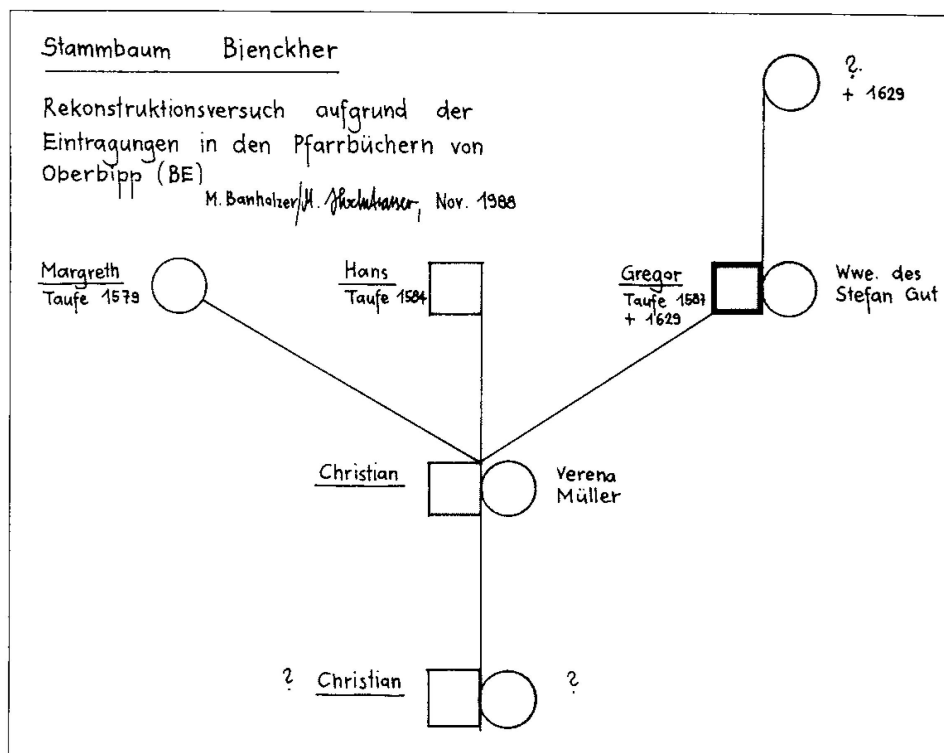 Stammbaum Bienckher
Rekonstruktionsversuch aufgrund der
Eintragungen in den Pfarrbüchern von
Oberbipp (BE)
M. Banholzer/M. Nov. 1988
?
+ 1629
Margreth
Taufe 1579
Hans
Taufe 1584
Gregor
Taufe 1587
+ 1629
Wwe. des
Stefan Gut
Christian
Verena
Müller
? Christian
?